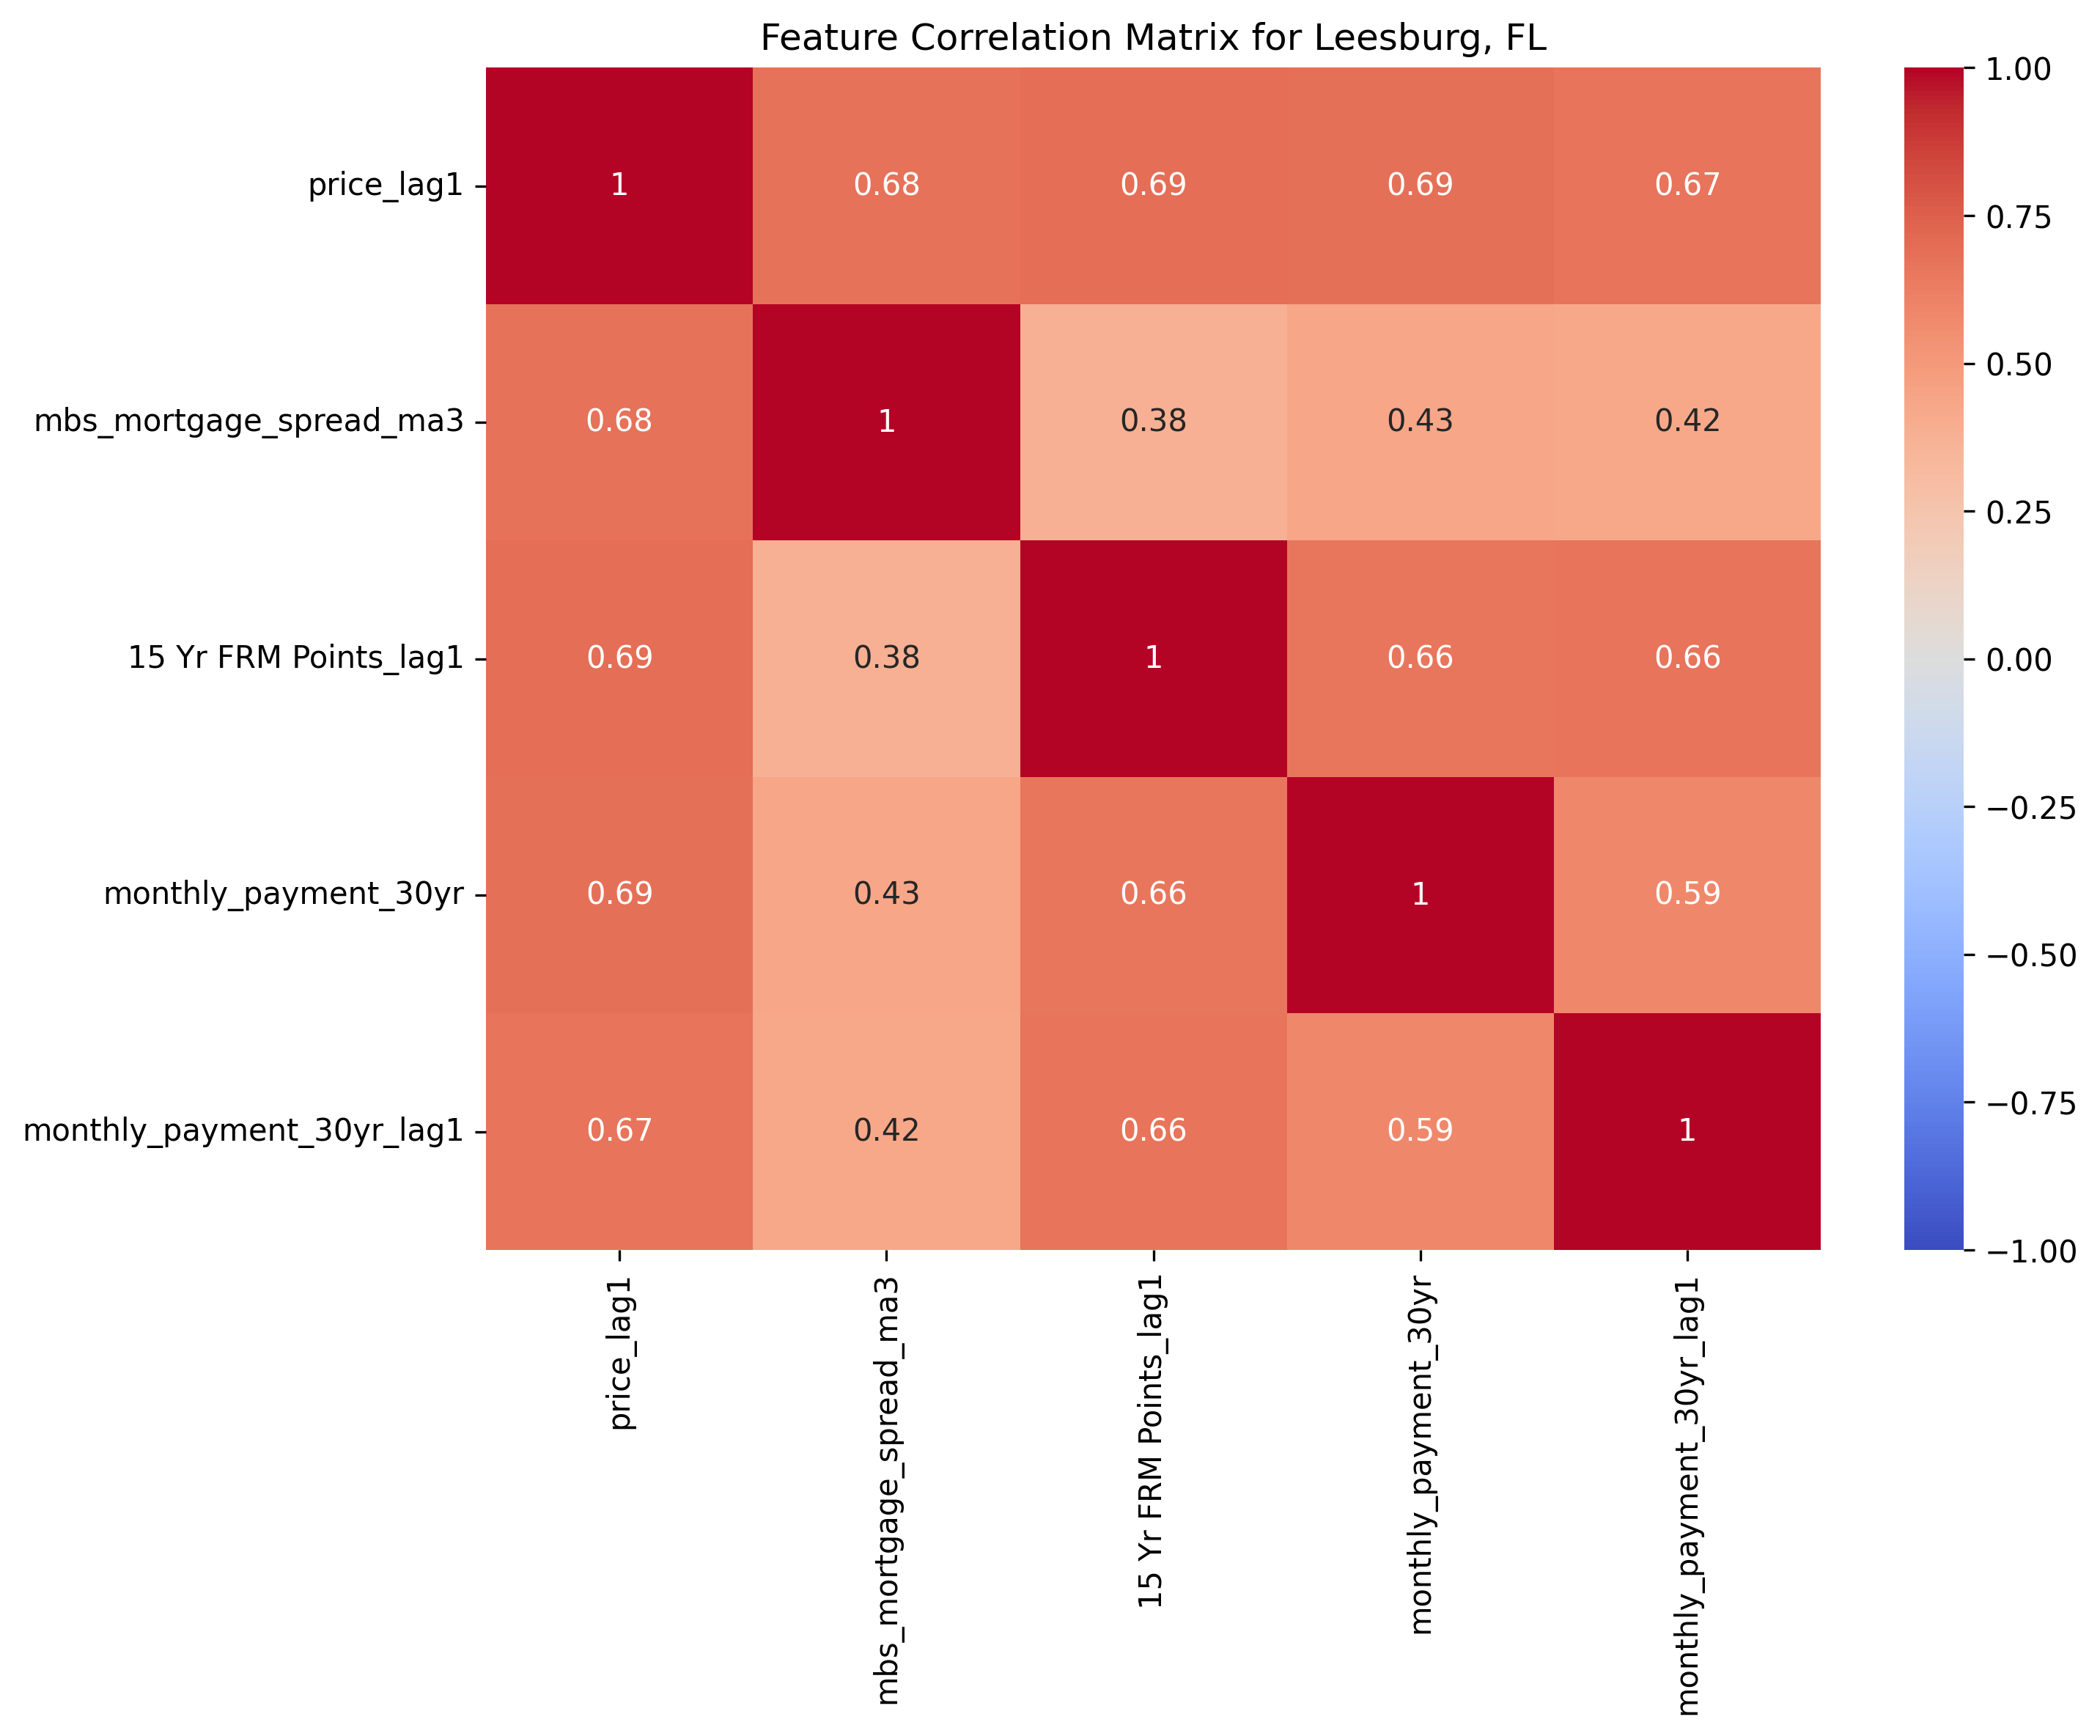 Feature Correlation Matrix for Leesburg, FL
price_lag1 1 0.68 0.69 0.69 0.67
mbs_mortgage_spread_ma3 0.68 1 0.38 0.43 0.42
15 Yr FRM Points_lag1 0.69 0.38 1 0.66 0.66
monthly_payment_30yr 0.69 0.43 0.66 1 0.59
monthly_payment_30yr_lag1 0.67 0.42 0.66 0.59 1
price_lag1
mbs_mortgage_spread_ma3
15 Yr FRM Points_lag1
monthly_payment_30yr
monthly_payment_30yr_lag1
1.00
0.75
0.50
0.25
0.00
−0.25
−0.50
−0.75
−1.00